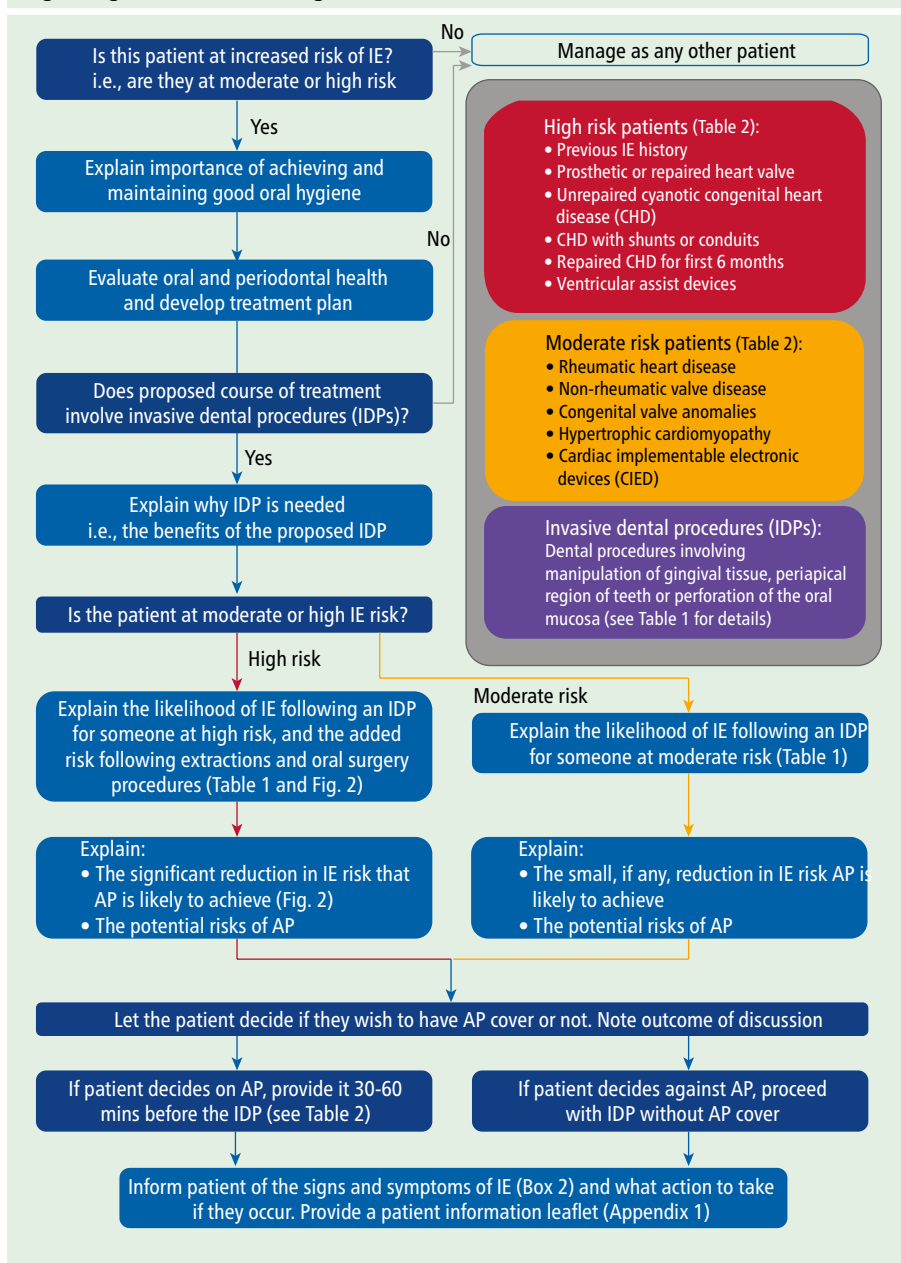 Is this patient at increased risk of IE?
i.e., are they at moderate or high risk
No
Manage as any other patient
Yes
Explain importance of achieving and
maintaining good oral hygiene
No
Evaluate oral and periodontal health
and develop treatment plan
Does proposed course of treatment
involve invasive dental procedures (IDPs)?
Yes
Explain why IDP is needed
i.e., the benefits of the proposed IDP
Is the patient at moderate or high IE risk?
High risk patients (Table 2):
• Previous IE history
• Prosthetic or repaired heart valve
• Unrepaired cyanotic congenital heart
disease (CHD)
• CHD with shunts or conduits
• Repaired CHD for first 6 months
• Ventricular assist devices
Moderate risk patients (Table 2):
• Rheumatic heart disease
• Non-rheumatic valve disease
• Congenital valve anomalies
• Hypertrophic cardiomyopathy
• Cardiac implementable electronic
devices (CIED)
Invasive dental procedures (IDPs):
Dental procedures involving
manipulation of gingival tissue, periapical
region of teeth or perforation of the oral
mucosa (see Table 1 for details)
High risk
Explain the likelihood of IE following an IDP
for someone at high risk, and the added
risk following extractions and oral surgery
procedures (Table 1 and Fig. 2)
Moderate risk
Explain the likelihood of IE following an IDP
for someone at moderate risk (Table 1)
Explain:
• The significant reduction in IE risk that
AP is likely to achieve (Fig. 2)
• The potential risks of AP
Explain:
• The small, if any, reduction in IE risk AP is
likely to achieve
• The potential risks of AP
Let the patient decide if they wish to have AP cover or not. Note outcome of discussion
If patient decides on AP, provide it 30-60
mins before the IDP (see Table 2)
If patient decides against AP, proceed
with IDP without AP cover
Inform patient of the signs and symptoms of IE (Box 2) and what action to take
if they occur. Provide a patient information leaflet (Appendix 1)